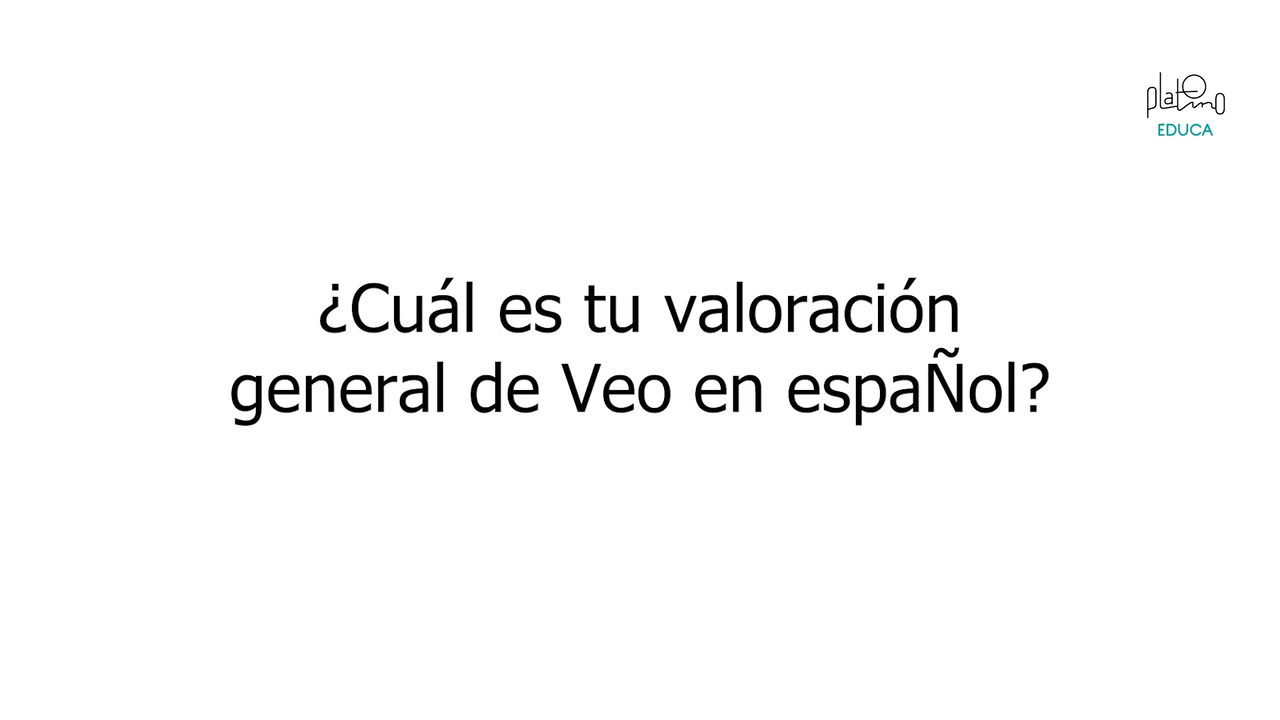 platino
EDUCA
¿Cuál es tu valoración
general de Veo en espaÑol?